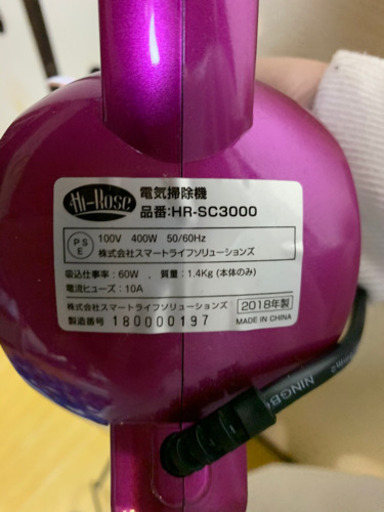 Hi-Rose
電気掃除機
品番:HR-SC3000
PSE
100V 400W 50/60Hz
株式会社スマートライフソリューションズ
吸込仕事率:60W 、質量:1.4Kg (本体のみ)
電流ヒューズ:10A
株式会社スマートライフソリューションズ
2018年製
製造番号 180000197
MADE IN CHINA